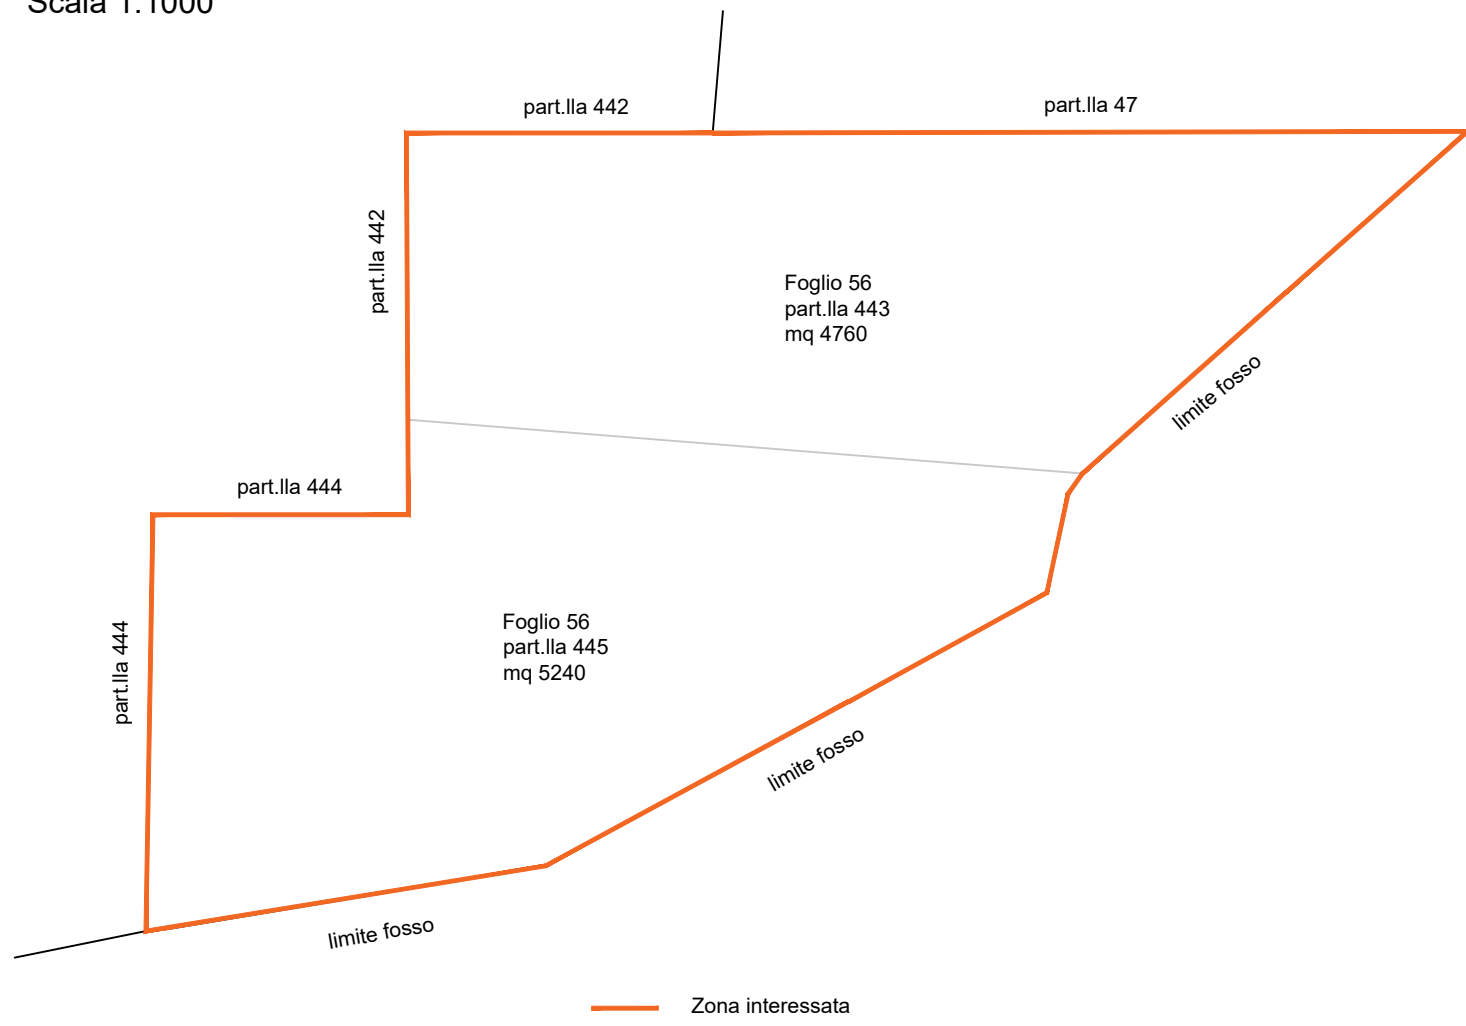 Scala 1:1000
part.lla 442
part.lla 47
part.lla 442
Foglio 56
part.lla 443
mq 4760
limite fosso
part.lla 444
part.lla 444
Foglio 56
part.lla 445
mq 5240
limite fosso
limite fosso
Zona interessata